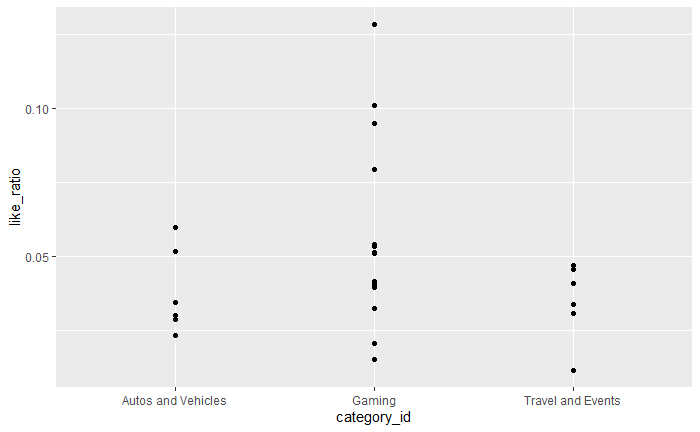 like_ratio
0.10
0.05
Autos and Vehicles Gaming Travel and Events
category_id